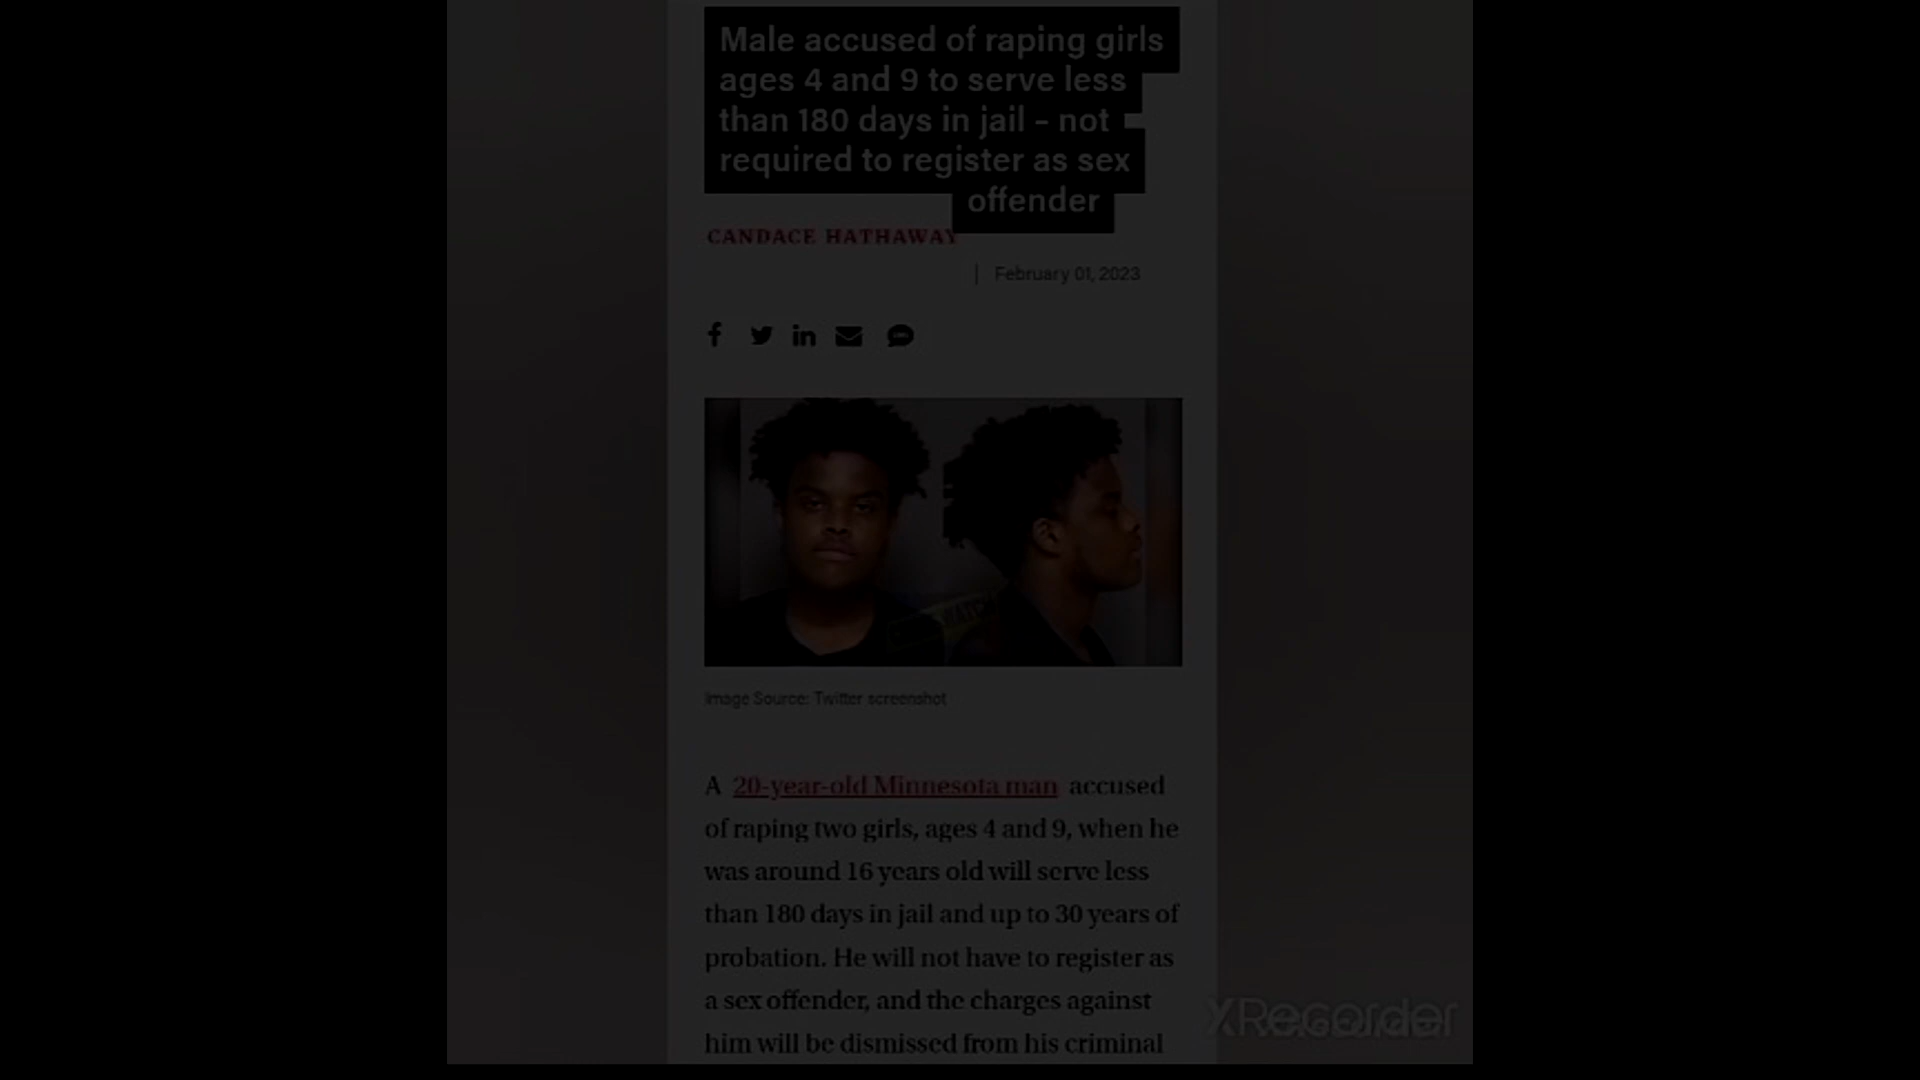 Male accused of raping girls
ages 4 and 9 to serve less
than 180 days in jail – not
required to register as sex
offender
CANDACE HATHAWAY
| February 01, 2023
Image Source: Twitter screenshot
A 20-year-old Minnesota man accused
of raping two girls, ages 4 and 9, when he
was around 16 years old will serve less
than 180 days in jail and up to 30 years of
probation. He will not have to register as
a sex offender, and the charges against
him will be dismissed from his criminal
XRecorder